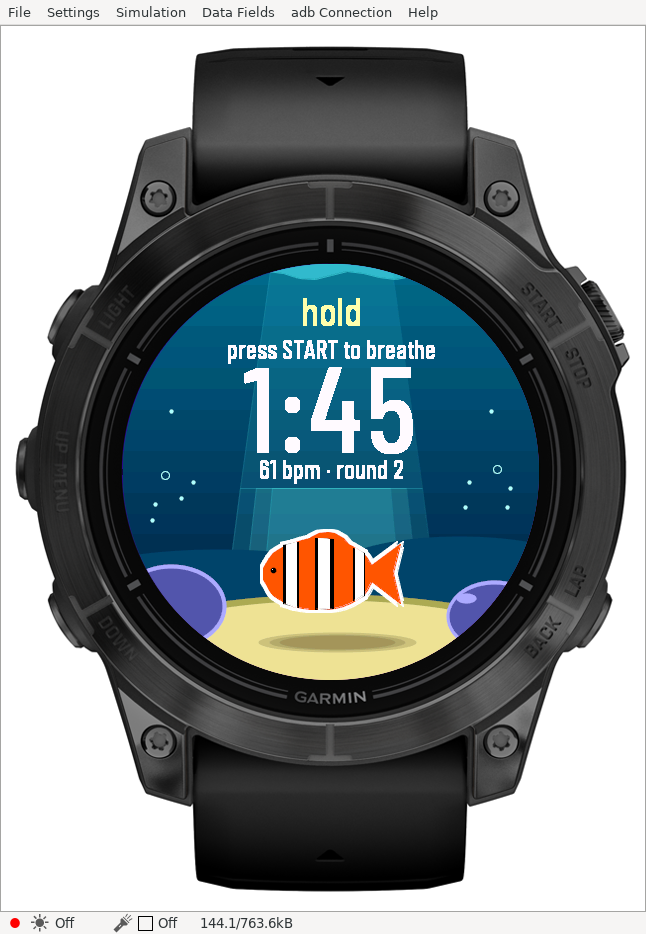 File Settings Simulation Data Fields adb Connection Help
LIGHT
START
STOP
hold
press START to breathe
1:45
61 bpm · round 2
UP MENU
DOWN
LAP
BACK
GARMIN
Off Off 144.1/763.6kB